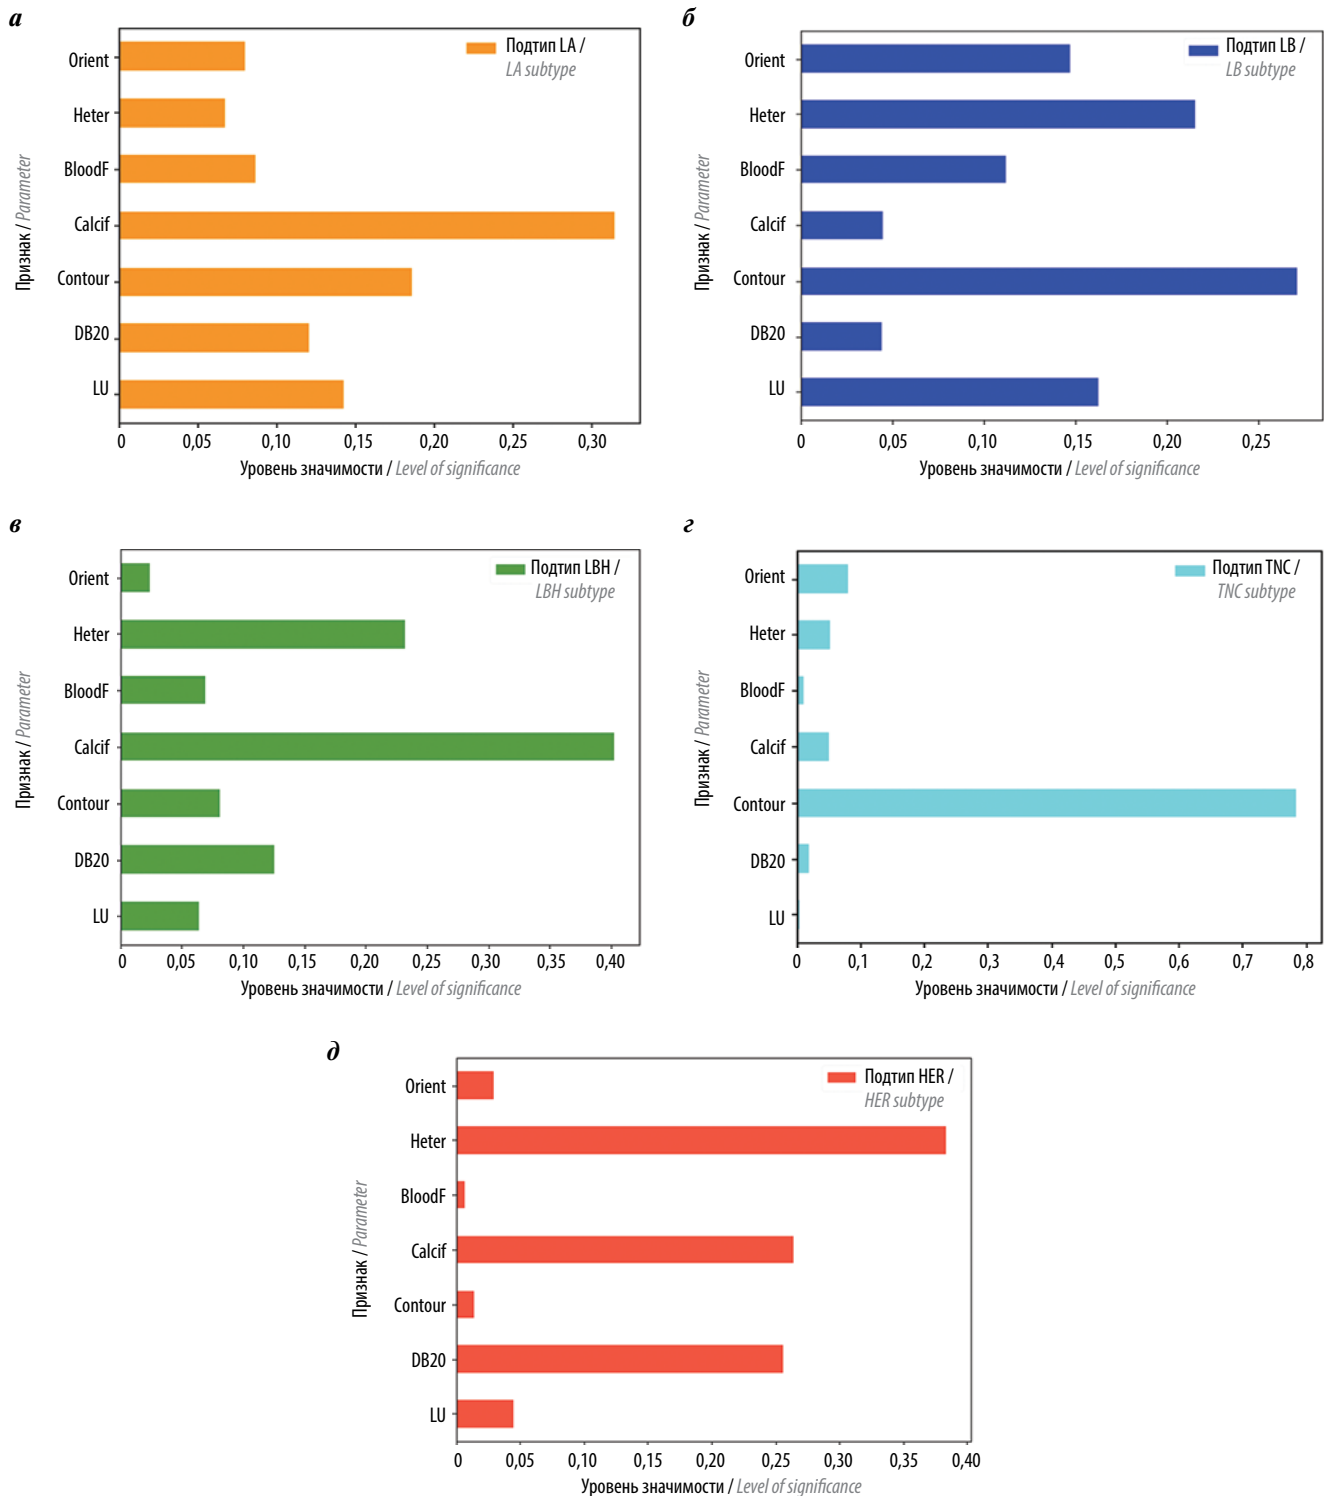 а
Подтип LA /
LA subtype
Признак / Parameter
Orient
Heter
BloodF
Calcif
Contour
DB20
LU
0 0,05 0,10 0,15 0,20 0,25 0,30
Уровень значимости / Level of significance
б
Подтип LB /
LB subtype
Признак / Parameter
Orient
Heter
BloodF
Calcif
Contour
DB20
LU
0 0,05 0,10 0,15 0,20 0,25
Уровень значимости / Level of significance
в
Подтип LBH /
LBH subtype
Признак / Parameter
Orient
Heter
BloodF
Calcif
Contour
DB20
LU
0 0,05 0,10 0,15 0,20 0,25 0,30 0,35 0,40
Уровень значимости / Level of significance
г
Подтип TNC /
TNC subtype
Признак / Parameter
Orient
Heter
BloodF
Calcif
Contour
DB20
LU
0 0,1 0,2 0,3 0,4 0,5 0,6 0,7 0,8
Уровень значимости / Level of significance
д
Подтип HER /
HER subtype
Признак / Parameter
Orient
Heter
BloodF
Calcif
Contour
DB20
LU
0 0,05 0,10 0,15 0,20 0,25 0,30 0,35 0,40
Уровень значимости / Level of significance